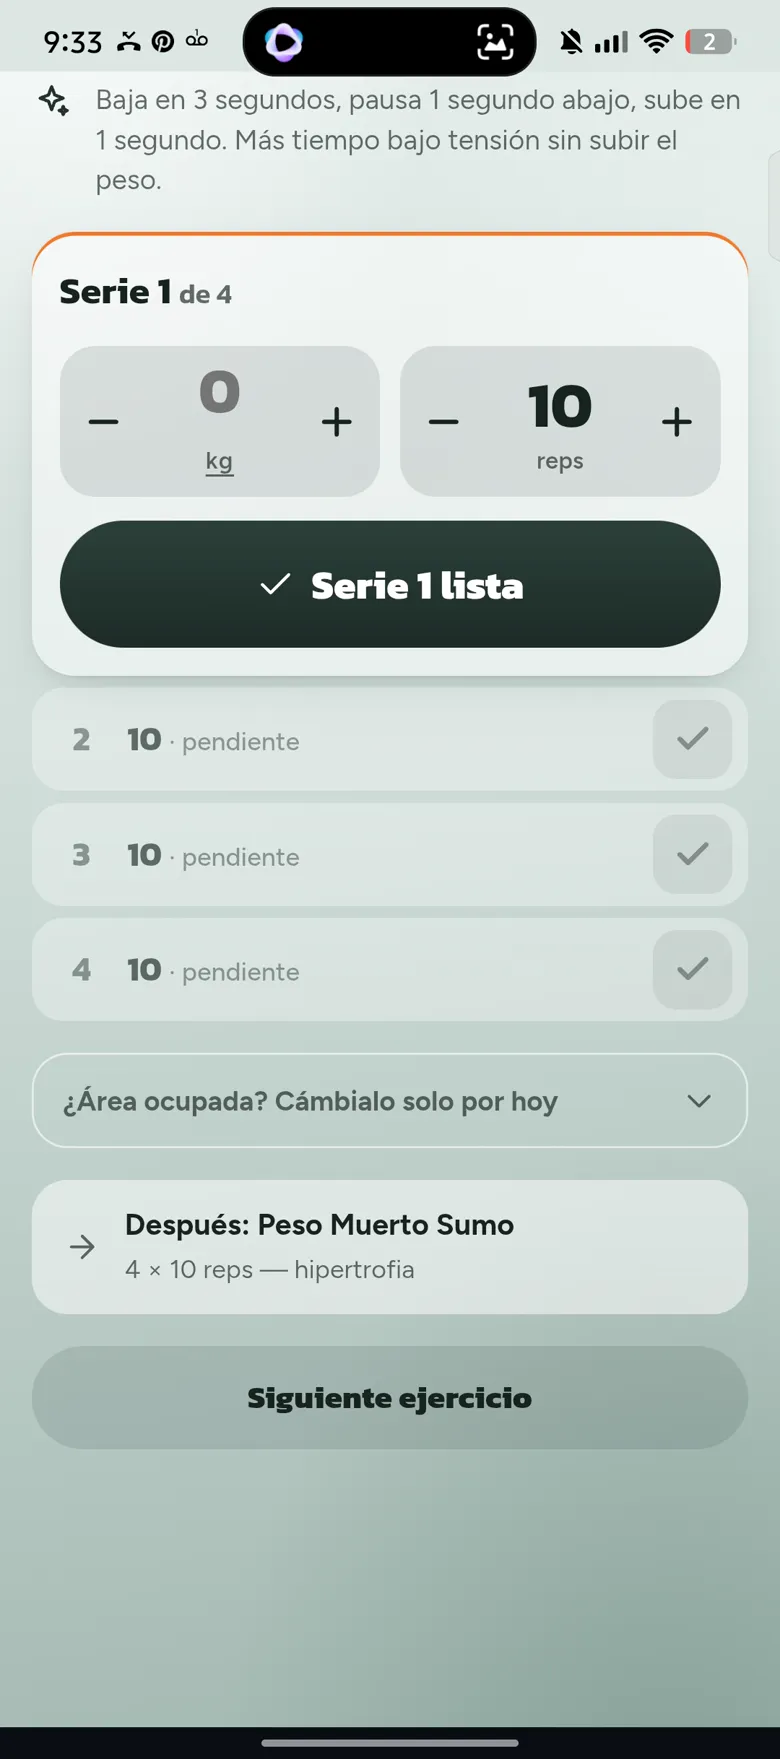 9:33
2
Baja en 3 segundos, pausa 1 segundo abajo, sube en
1 segundo. Más tiempo bajo tensión sin subir el
peso.
Serie 1 de 4
− 0 +
kg
− 10 +
reps
Serie 1 lista
2 10 · pendiente
3 10 · pendiente
4 10 · pendiente
¿Área ocupada? Cámbialo solo por hoy
Después: Peso Muerto Sumo
4 × 10 reps — hipertrofia
Siguiente ejercicio